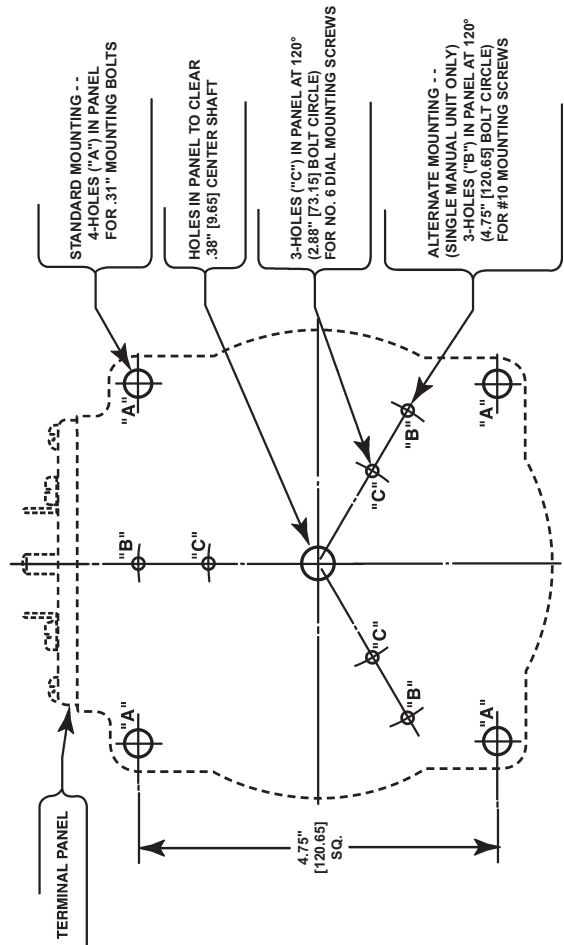 STANDARD MOUNTING - -
4-HOLES ("A") IN PANEL
FOR .31" MOUNTING BOLTS
HOLES IN PANEL TO CLEAR
.38" [9.65] CENTER SHAFT
3-HOLES ("C") IN PANEL AT 120°
(2.88" [73.15] BOLT CIRCLE)
FOR NO. 6 DIAL MOUNTING SCREWS
ALTERNATE MOUNTING - -
(SINGLE MANUAL UNIT ONLY)
3-HOLES ("B") IN PANEL AT 120°
(4.75" [120.65] BOLT CIRCLE)
FOR #10 MOUNTING SCREWS
"A"
"A"
"B"
"C"
"C"
"B"
"C"
"B"
"A"
"A"
TERMINAL PANEL
4.75"
[120.65]
SQ.